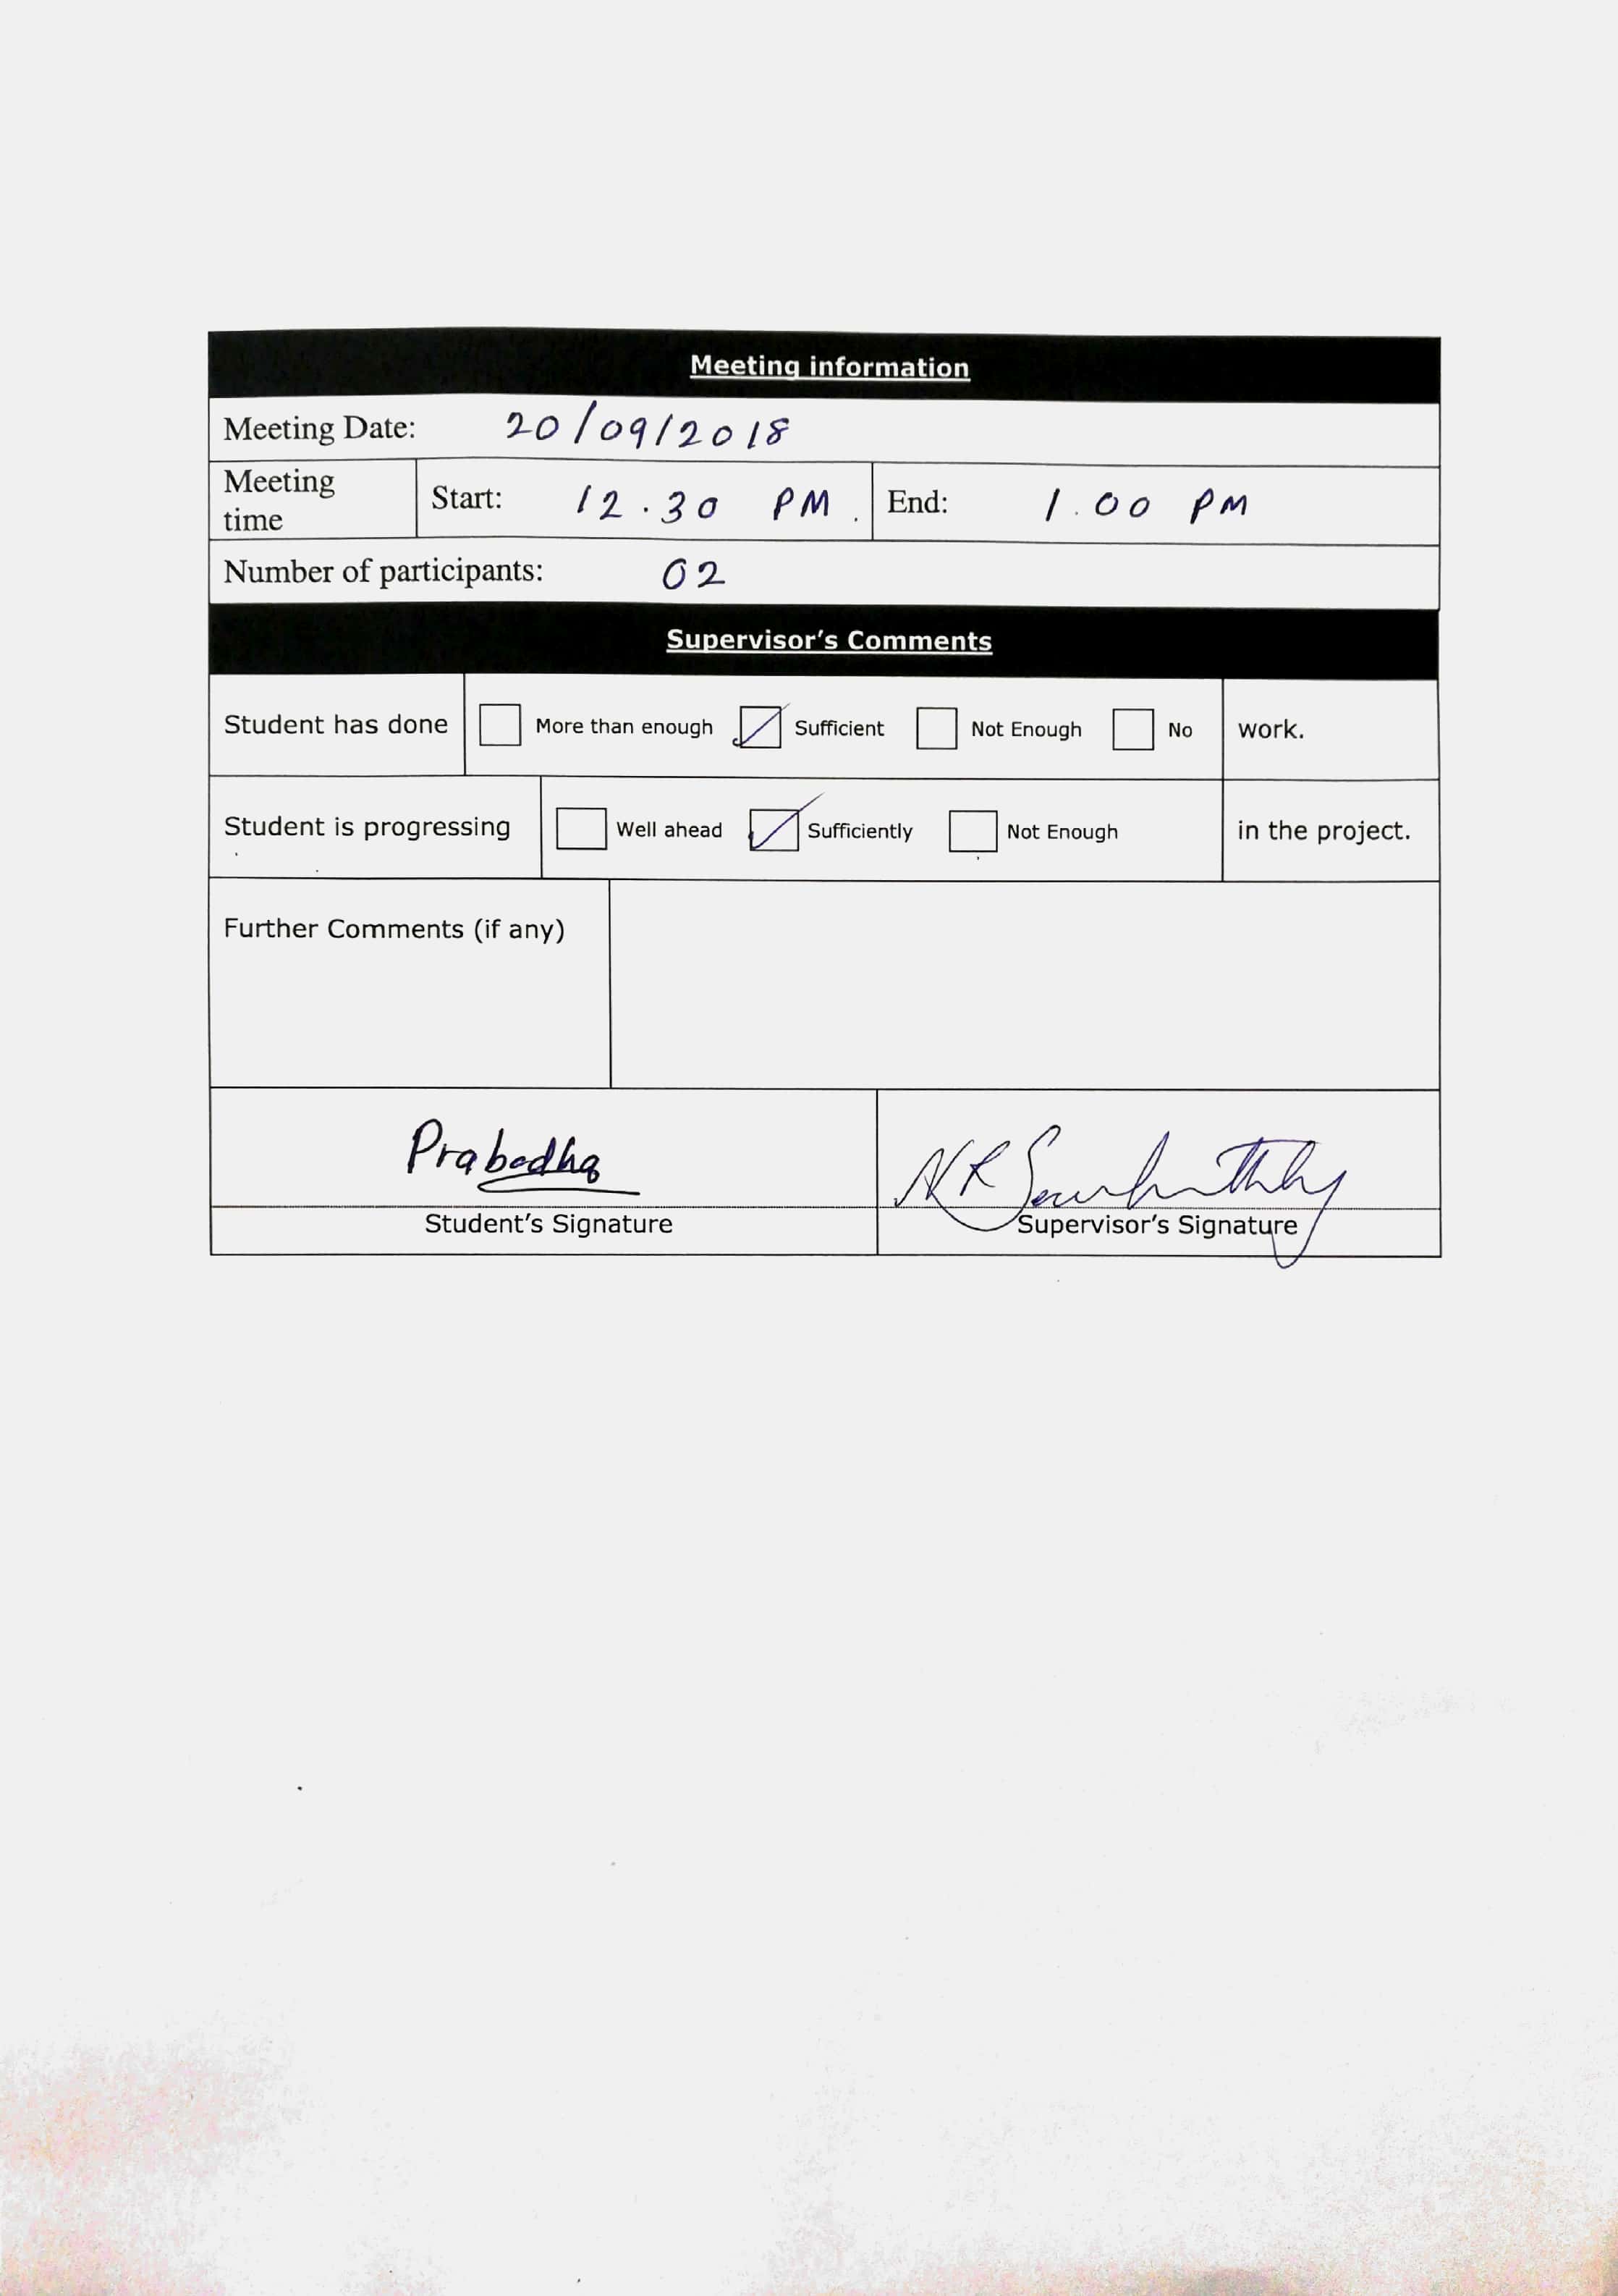 Meeting information
Meeting Date: 20/09/2018
Meeting time Start: 12.30 PM. End: 1.00 PM
Number of participants: 02
Supervisor's Comments
Student has done More than enough Sufficient Not Enough No work.
Student is progressing Well ahead Sufficiently Not Enough in the project.
Further Comments (if any)
Prabodha
Student's Signature Supervisor's Signature